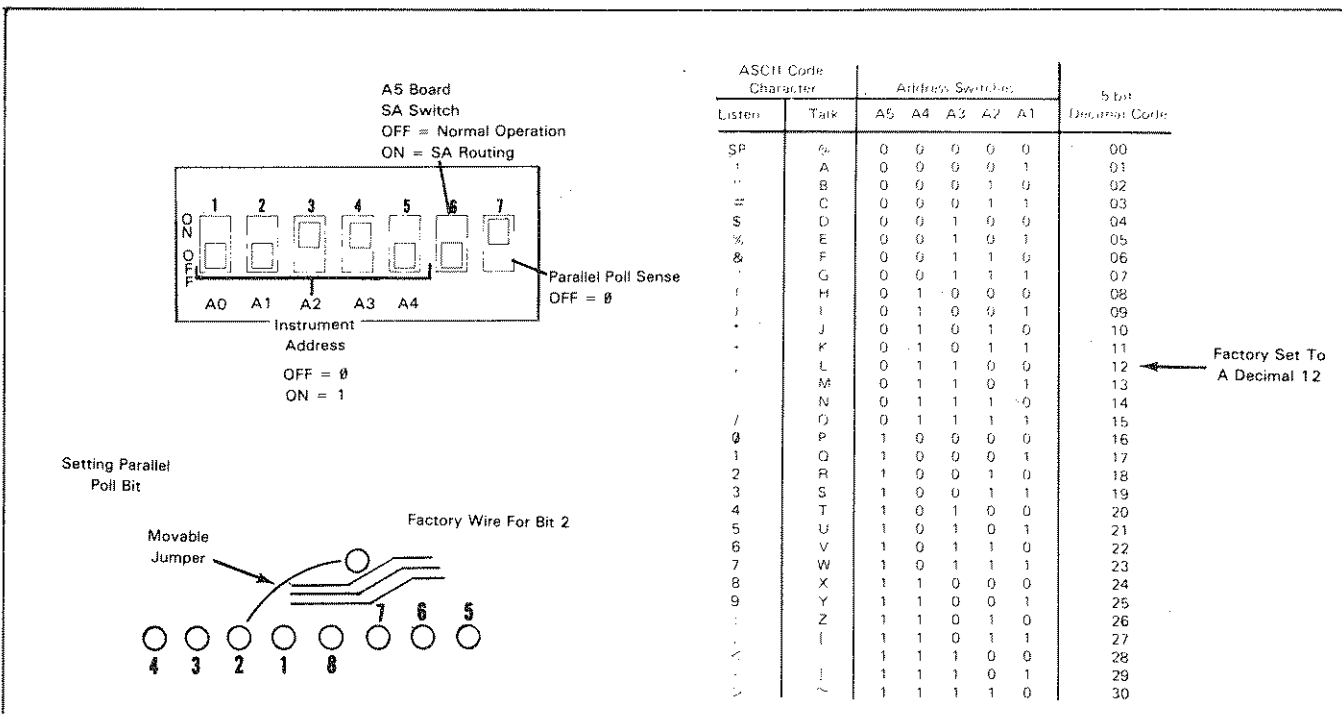 A5 Board
SA Switch
OFF = Normal Operation
ON = SA Routing
1 2 3 4 5 6 7
ON
OFF
A0 A1 A2 A3 A4
Instrument
Address
OFF = Ø
ON = 1
Parallel Poll Sense
OFF = Ø
Setting Parallel
Poll Bit
Movable
Jumper
Factory Wire For Bit 2
7 6 5
4 3 2 1 8
ASCII Code
Character
Address Switches
5 bit
Decimal Code
Listen Talk A5 A4 A3 A2 A1
SP 0 0 0 0 0 00
A 0 0 0 0 1 01
" B 0 0 0 1 0 02
# C 0 0 0 1 1 03
$ D 0 0 1 0 0 04
% E 0 0 1 0 1 05
& F 0 0 1 1 0 06
' G 0 0 1 1 1 07
H 0 1 0 0 0 08
I 0 1 0 0 1 09
J 0 1 0 1 0 10
K 0 1 0 1 1 11
, L 0 1 1 0 0 12
M 0 1 1 0 1 13
N 0 1 1 1 0 14
/ O 0 1 1 1 1 15
Ø P 1 0 0 0 0 16
1 Q 1 0 0 0 1 17
2 R 1 0 0 1 0 18
3 S 1 0 0 1 1 19
4 T 1 0 1 0 0 20
5 U 1 0 1 0 1 21
6 V 1 0 1 1 0 22
7 W 1 0 1 1 1 23
8 X 1 1 0 0 0 24
9 Y 1 1 0 0 1 25
: Z 1 1 0 1 0 26
[ 1 1 0 1 1 27
< 1 1 1 0 0 28
1 1 1 0 1 29
> ~ 1 1 1 1 0 30
Factory Set To
A Decimal 12